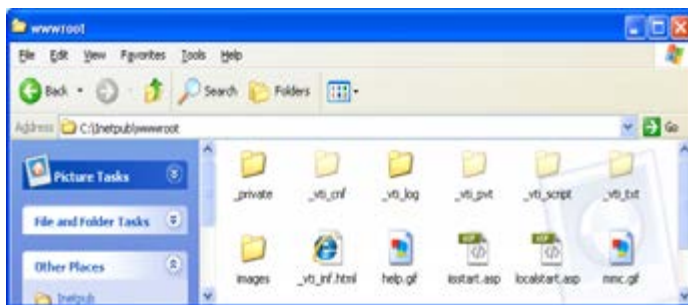 wwwroot
File Edit View Favorites Tools Help
Back Search Folders
Address C:\Inetpub\wwwroot Go
Picture Tasks
_private _vti_cnf _vti_log _vti_pvt _vti_script _vti_txt
File and Folder Tasks
images _vti_inf.html help.gif iisstart.asp localstart.asp mmc.gif
Other Places
Inetpub